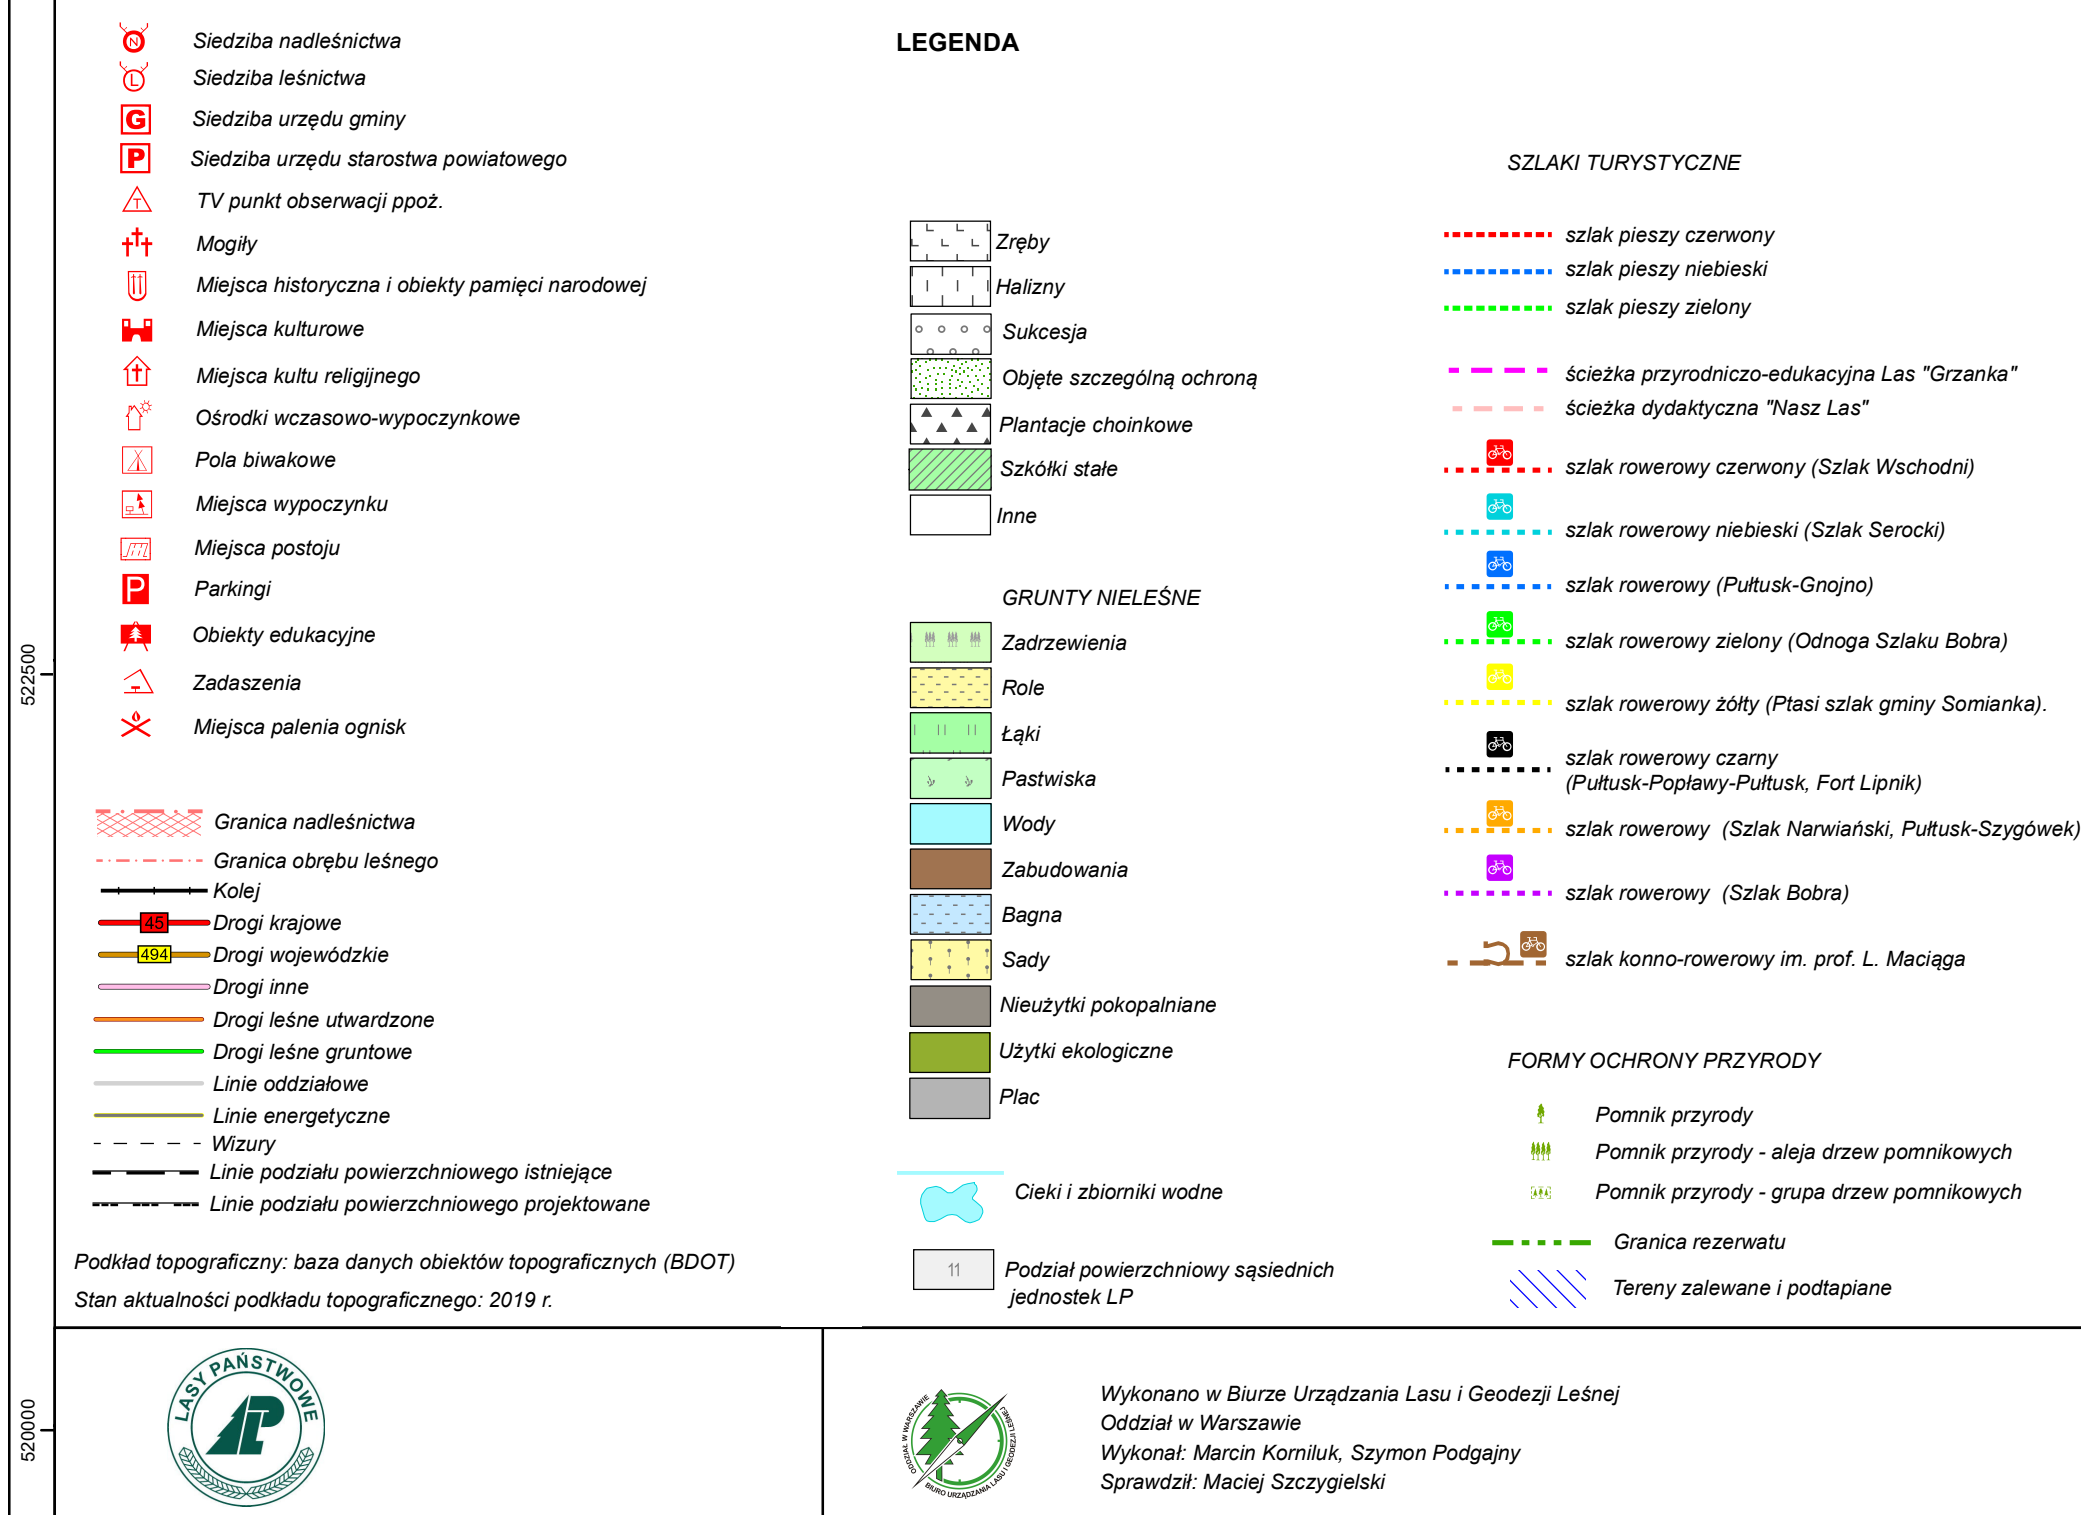 LEGENDA
N
Siedziba nadleśnictwa
L
Siedziba leśnictwa
G
Siedziba urzędu gminy
P
Siedziba urzędu starostwa powiatowego
T
TV punkt obserwacji ppoż.
Mogiły
Miejsca historyczna i obiekty pamięci narodowej
Miejsca kulturowe
Miejsca kultu religijnego
Ośrodki wczasowo-wypoczynkowe
Pola biwakowe
Miejsca wypoczynku
Miejsca postoju
P
Parkingi
Obiekty edukacyjne
Zadaszenia
Miejsca palenia ognisk
Granica nadleśnictwa
Granica obrębu leśnego
Kolej
45
Drogi krajowe
494
Drogi wojewódzkie
Drogi inne
Drogi leśne utwardzone
Drogi leśne gruntowe
Linie oddziałowe
Linie energetyczne
Wizury
Linie podziału powierzchniowego istniejące
Linie podziału powierzchniowego projektowane
Podkład topograficzny: baza danych obiektów topograficznych (BDOT)
Stan aktualności podkładu topograficznego: 2019 r.
Zręby
Halizny
Sukcesja
Objęte szczególną ochroną
Plantacje choinkowe
Szkółki stałe
Inne
GRUNTY NIELEŚNE
Zadrzewienia
Role
Łąki
Pastwiska
Wody
Zabudowania
Bagna
Sady
Nieużytki pokopalniane
Użytki ekologiczne
Plac
Cieki i zbiorniki wodne
11
Podział powierzchniowy sąsiednich
jednostek LP
SZLAKI TURYSTYCZNE
szlak pieszy czerwony
szlak pieszy niebieski
szlak pieszy zielony
ścieżka przyrodniczo-edukacyjna Las "Grzanka"
ścieżka dydaktyczna "Nasz Las"
szlak rowerowy czerwony (Szlak Wschodni)
szlak rowerowy niebieski (Szlak Serocki)
szlak rowerowy (Pułtusk-Gnojno)
szlak rowerowy zielony (Odnoga Szlaku Bobra)
szlak rowerowy żółty (Ptasi szlak gminy Somianka).
szlak rowerowy czarny
(Pułtusk-Popławy-Pułtusk, Fort Lipnik)
szlak rowerowy (Szlak Narwiański, Pułtusk-Szygówek)
szlak rowerowy (Szlak Bobra)
szlak konno-rowerowy im. prof. L. Maciąga
FORMY OCHRONY PRZYRODY
Pomnik przyrody
Pomnik przyrody - aleja drzew pomnikowych
Pomnik przyrody - grupa drzew pomnikowych
Granica rezerwatu
Tereny zalewane i podtapiane
522500
520000
LASY PAŃSTWOWE
LP
ODDZIAŁ W WARSZAWIE
BIURO URZĄDZANIA LASU I GEODEZJI LEŚNEJ
Wykonano w Biurze Urządzania Lasu i Geodezji Leśnej
Oddział w Warszawie
Wykonał: Marcin Korniluk, Szymon Podgajny
Sprawdził: Maciej Szczygielski